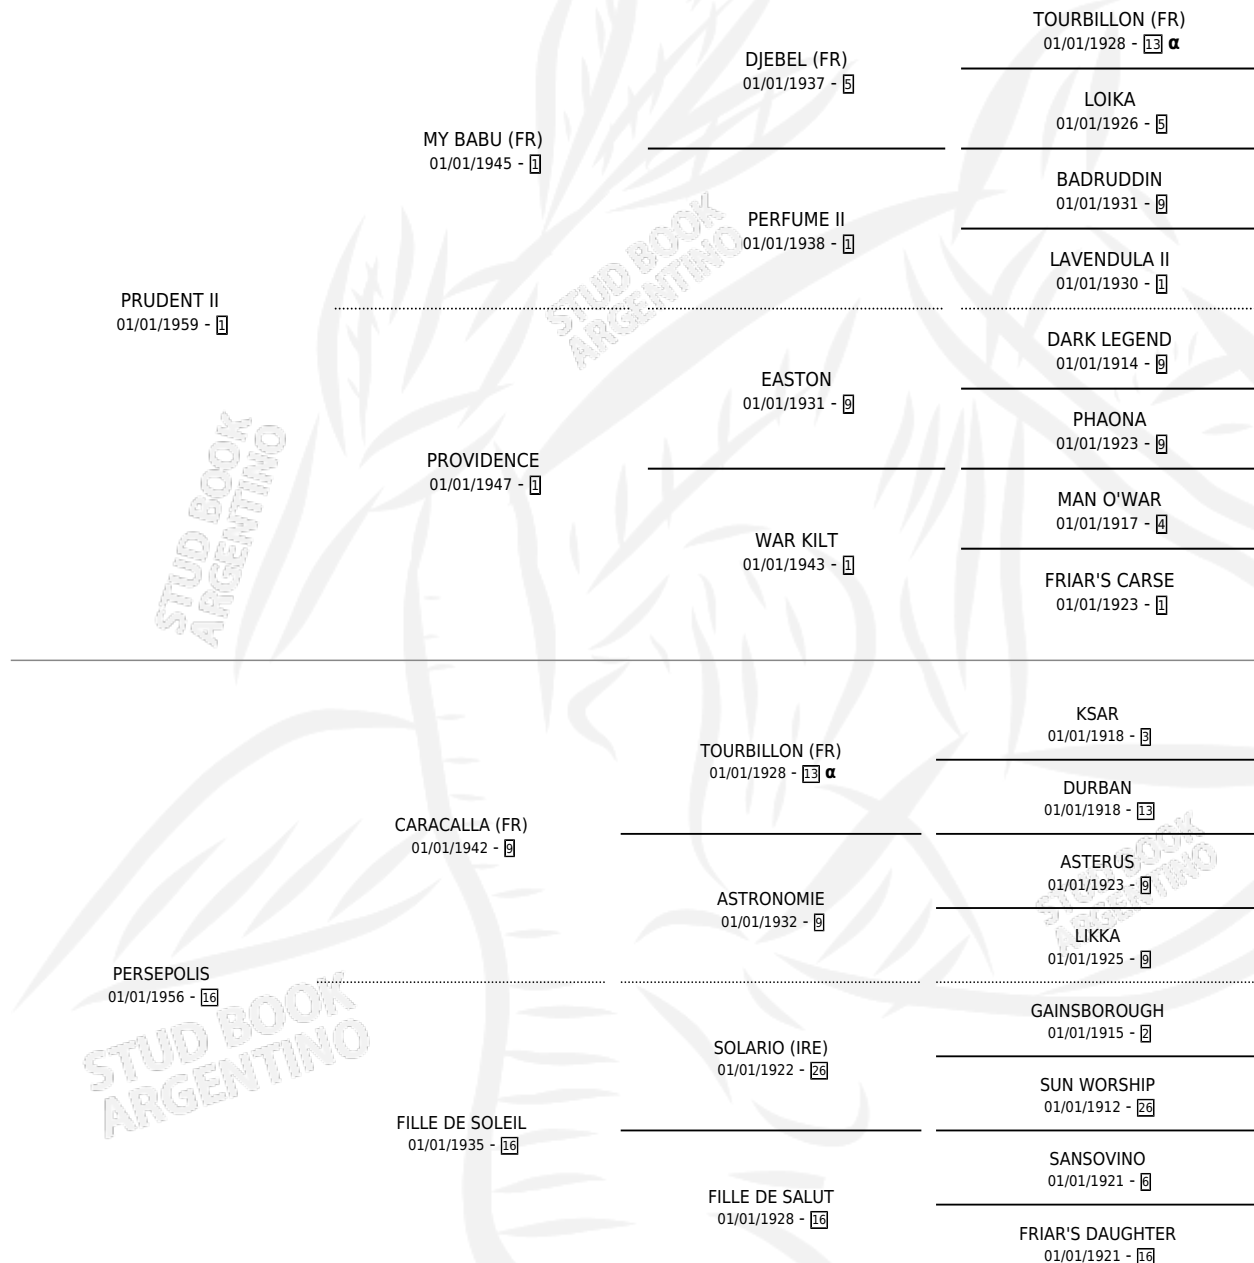 TOURBILLON (FR)
01/01/1928 - 13 α
DJEBEL (FR)
01/01/1937 - 5
LOIKA
01/01/1926 - 5
MY BABU (FR)
01/01/1945 - 1
BADRUDDIN
01/01/1931 - 9
PERFUME II
01/01/1938 - 1
LAVENDULA II
01/01/1930 - 1
PRUDENT II
01/01/1959 - 1
DARK LEGEND
01/01/1914 - 9
EASTON
01/01/1931 - 9
PHAONA
01/01/1923 - 9
PROVIDENCE
01/01/1947 - 1
MAN O'WAR
01/01/1917 - 4
WAR KILT
01/01/1943 - 1
FRIAR'S CARSE
01/01/1923 - 1
KSAR
01/01/1918 - 3
TOURBILLON (FR)
01/01/1928 - 13 α
DURBAN
01/01/1918 - 13
CARACALLA (FR)
01/01/1942 - 9
ASTERUS
01/01/1923 - 9
ASTRONOMIE
01/01/1932 - 9
LIKKA
01/01/1925 - 9
PERSEPOLIS
01/01/1956 - 16
GAINSBOROUGH
01/01/1915 - 2
SOLARIO (IRE)
01/01/1922 - 26
SUN WORSHIP
01/01/1912 - 26
FILLE DE SOLEIL
01/01/1935 - 16
SANSOVINO
01/01/1921 - 6
FILLE DE SALUT
01/01/1928 - 16
FRIAR'S DAUGHTER
01/01/1921 - 16
STUD BOOK
ARGENTINO
STUD BOOK
ARGENTINO
STUD BOOK
ARGENTINO
STUD BOOK
ARGENTINO